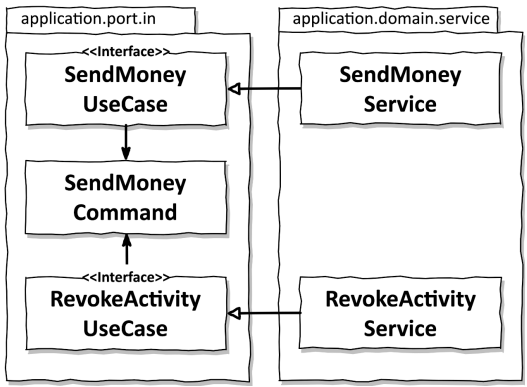 application.port.in
application.domain.service
<<Interface>>
SendMoney
UseCase
SendMoney
Service
SendMoney
Command
<<Interface>>
RevokeActivity
UseCase
RevokeActivity
Service